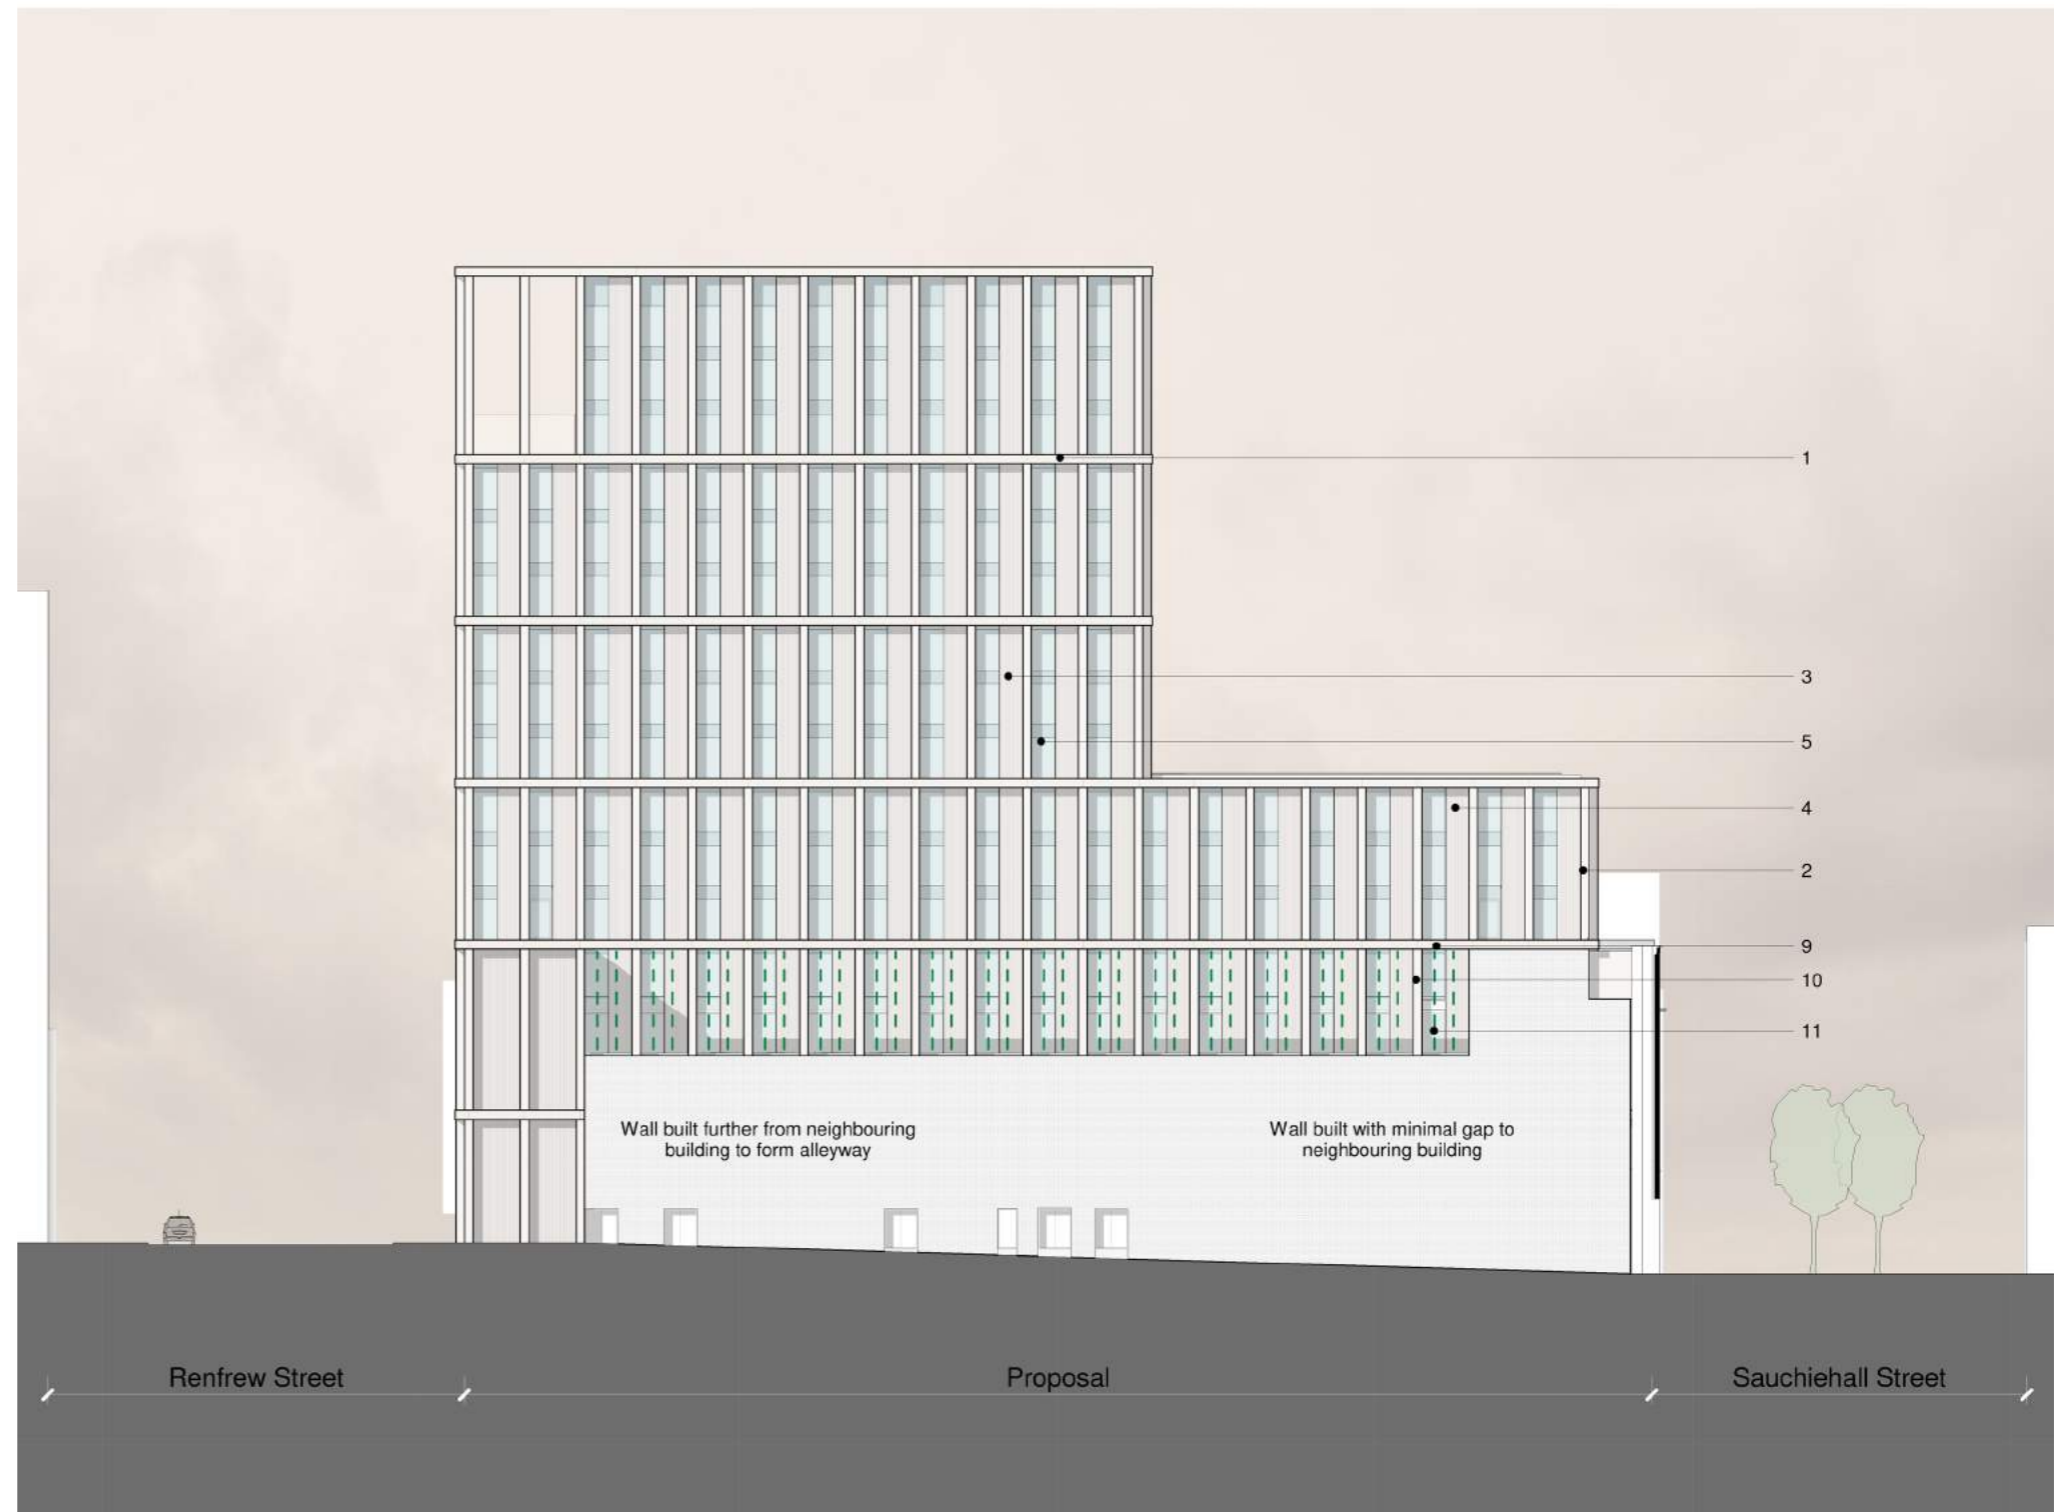 1
3
5
4
2
9
10
11
Wall built further from neighbouring
building to form alleyway
Wall built with minimal gap to
neighbouring building
Renfrew Street
Proposal
Sauchiehall Street